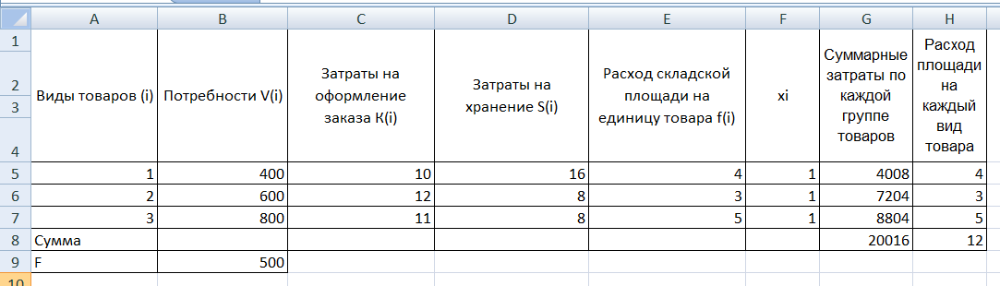 A B C D E F G H
1 2 3 4
Виды товаров (i) Потребности V(i) Затраты на оформление заказа К(i) Затраты на хранение S(i) Расход складской площади на единицу товара f(i) xi Суммарные затраты по каждой группе товаров Расход площади на каждый вид товара
5 1 400 10 16 4 1 4008 4
6 2 600 12 8 3 1 7204 3
7 3 800 11 8 5 1 8804 5
8 Сумма 20016 12
9 F 500
10